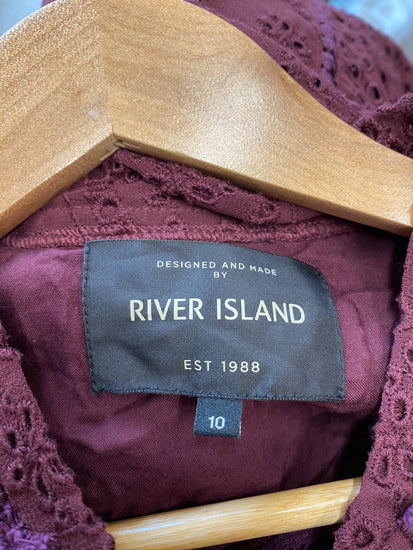 DESIGNED AND MADE
BY
RIVER ISLAND
EST 1988
10